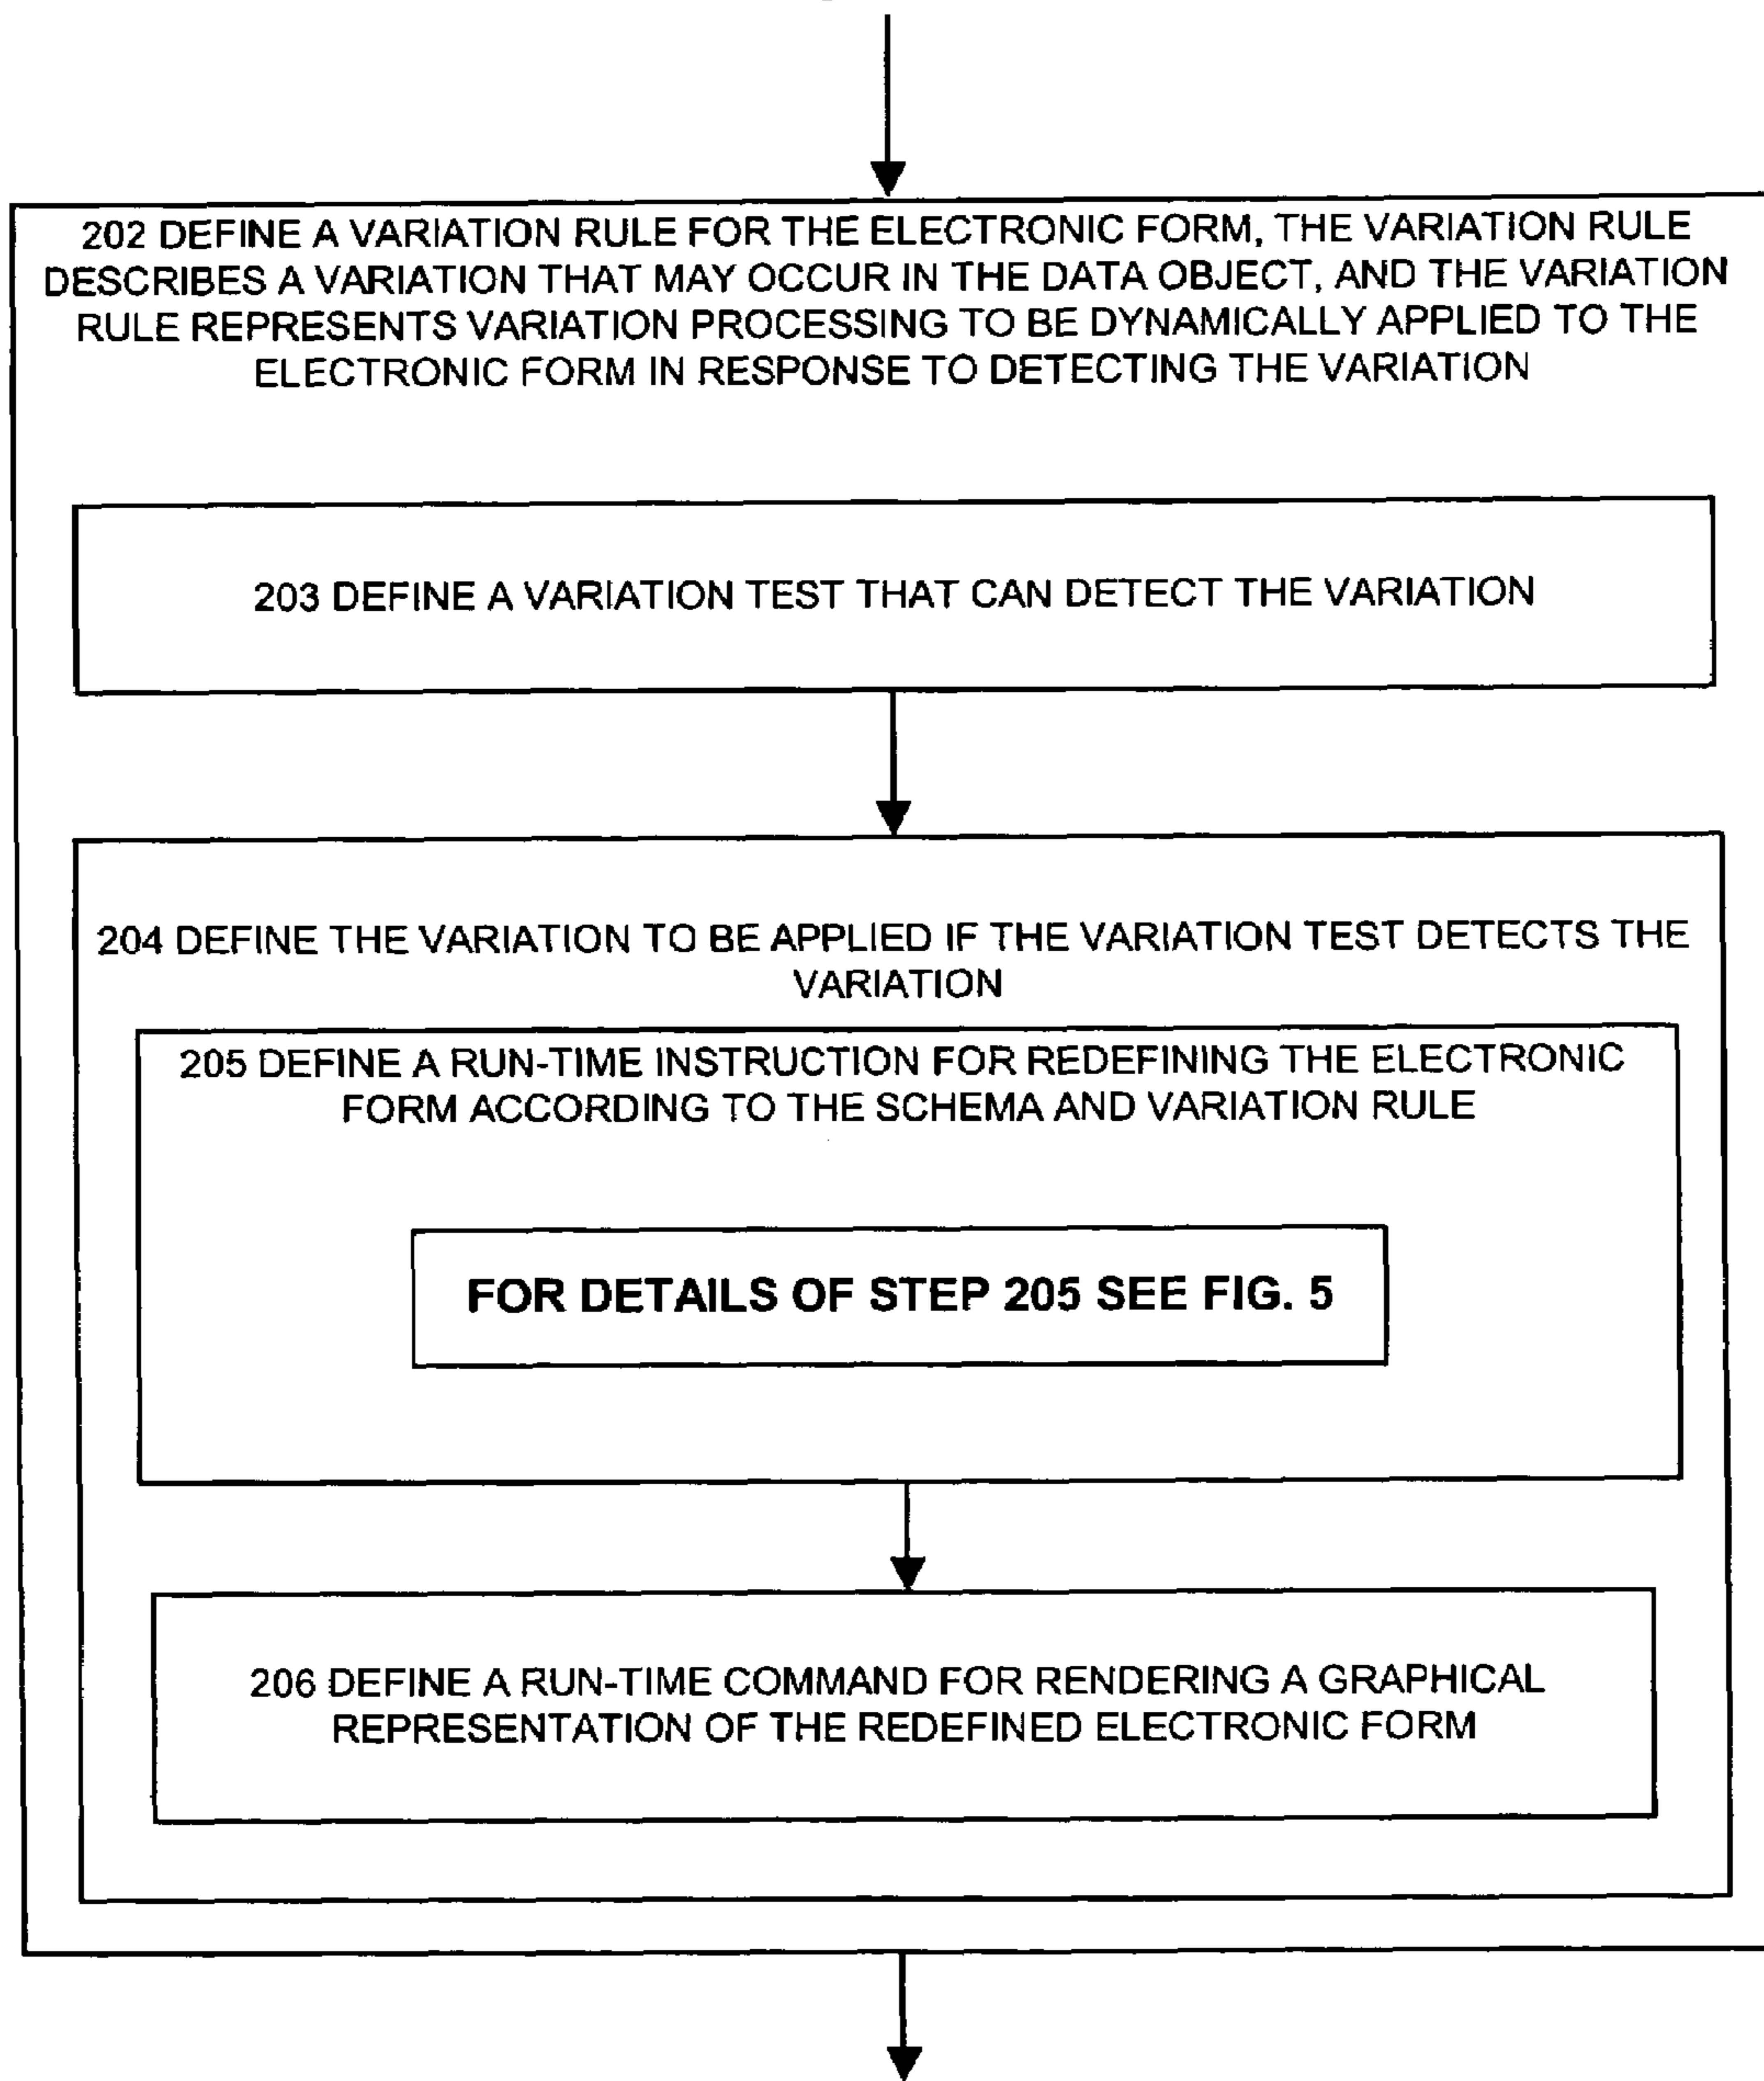 202 DEFINE A VARIATION RULE FOR THE ELECTRONIC FORM, THE VARIATION RULE
DESCRIBES A VARIATION THAT MAY OCCUR IN THE DATA OBJECT, AND THE VARIATION
RULE REPRESENTS VARIATION PROCESSING TO BE DYNAMICALLY APPLIED TO THE
ELECTRONIC FORM IN RESPONSE TO DETECTING THE VARIATION
203 DEFINE A VARIATION TEST THAT CAN DETECT THE VARIATION
204 DEFINE THE VARIATION TO BE APPLIED IF THE VARIATION TEST DETECTS THE
VARIATION
205 DEFINE A RUN-TIME INSTRUCTION FOR REDEFINING THE ELECTRONIC
FORM ACCORDING TO THE SCHEMA AND VARIATION RULE
FOR DETAILS OF STEP 205 SEE FIG. 5
206 DEFINE A RUN-TIME COMMAND FOR RENDERING A GRAPHICAL
REPRESENTATION OF THE REDEFINED ELECTRONIC FORM